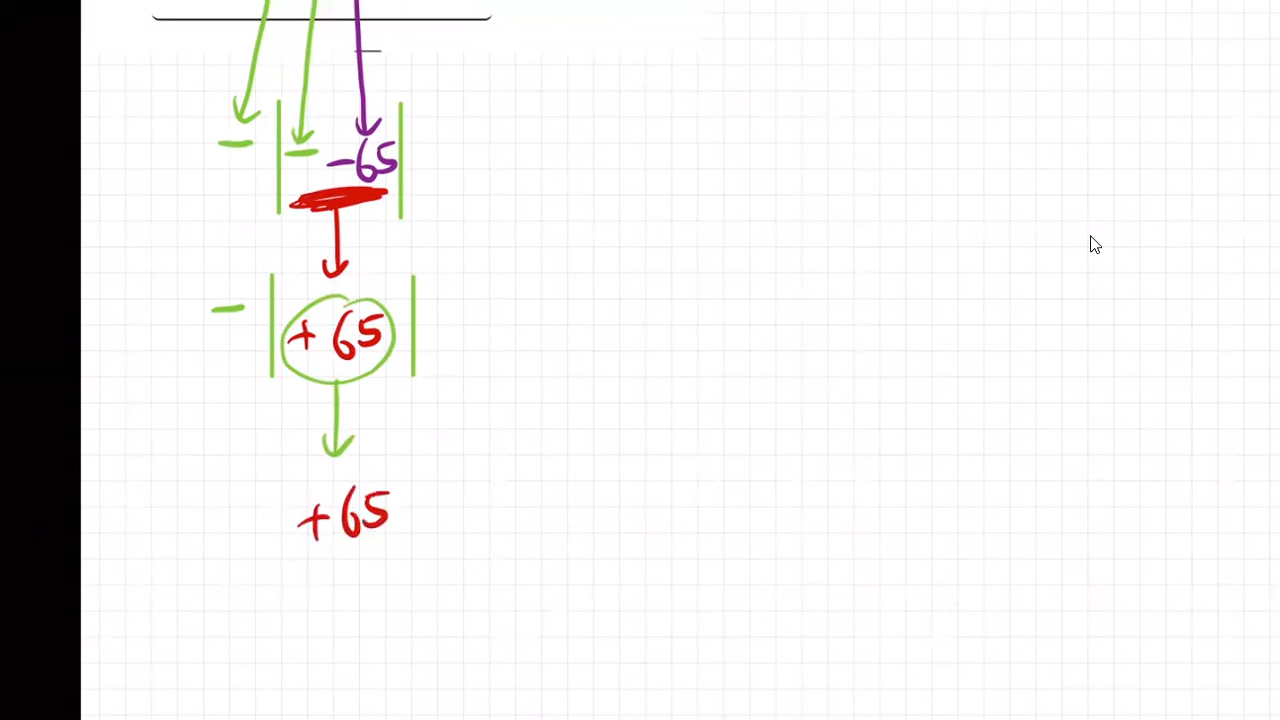 - | - -65 |
- | + 65 |
+65